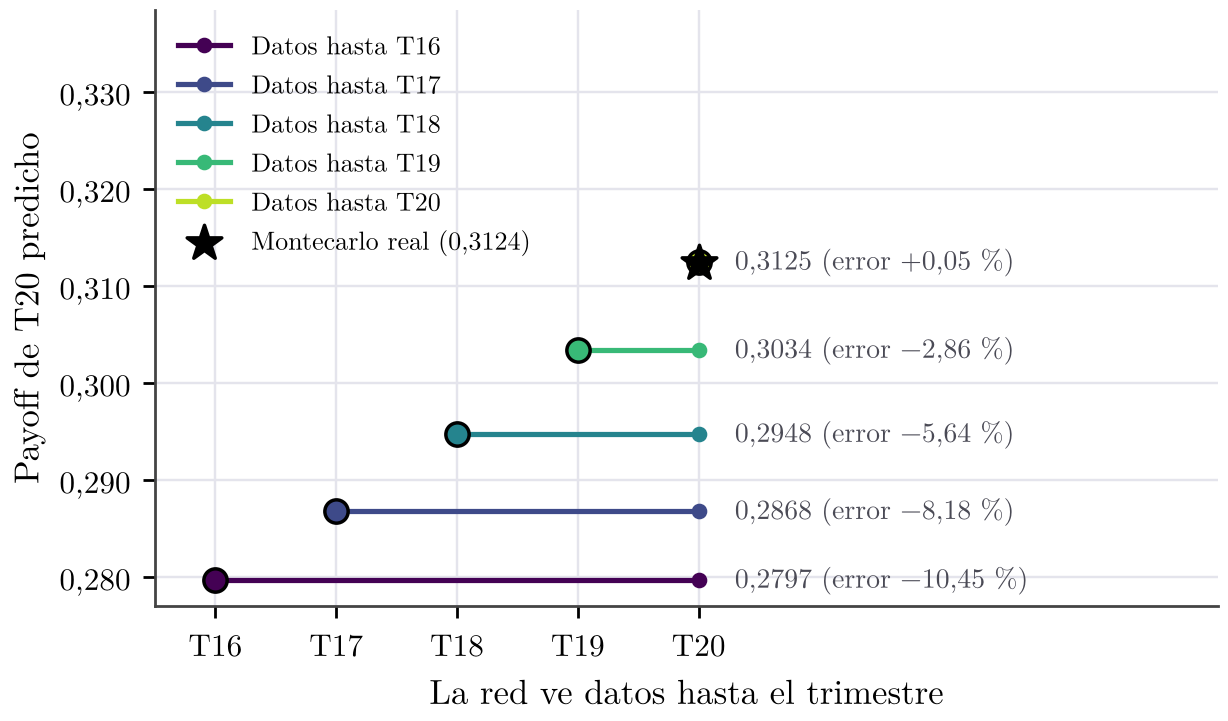 Datos hasta T16
Datos hasta T17
Datos hasta T18
Datos hasta T19
Datos hasta T20
Montecarlo real (0,3124)
Payoff de T20 predicho
0,330
0,320
0,310
0,300
0,290
0,280
0,3125 (error +0,05 %)
0,3034 (error −2,86 %)
0,2948 (error −5,64 %)
0,2868 (error −8,18 %)
0,2797 (error −10,45 %)
T16 T17 T18 T19 T20
La red ve datos hasta el trimestre